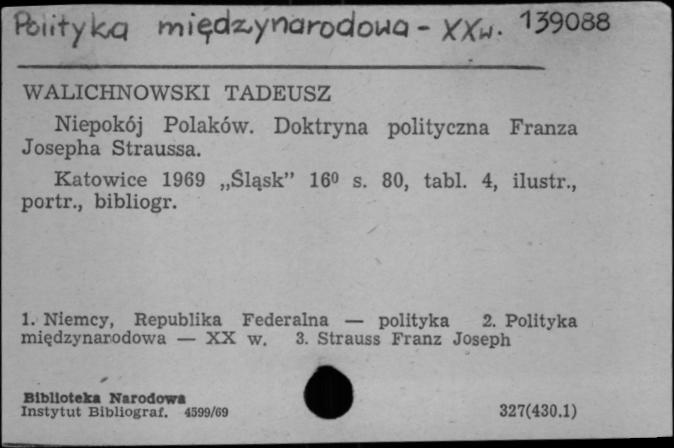 Polityka międzynarodowa - XXw. 139088
WALICHNOWSKI TADEUSZ
Niepokój Polaków. Doktryna polityczna Franza
Josepha Straussa.
Katowice 1969 „Śląsk” 16⁰ s. 80, tabl. 4, ilustr.,
portr., bibliogr.
1. Niemcy, Republika Federalna — polityka 2. Polityka
międzynarodowa — XX w. 3. Strauss Franz Joseph
Biblioteka Narodowa
Instytut Bibliograf. 4599/69 327(430.1)